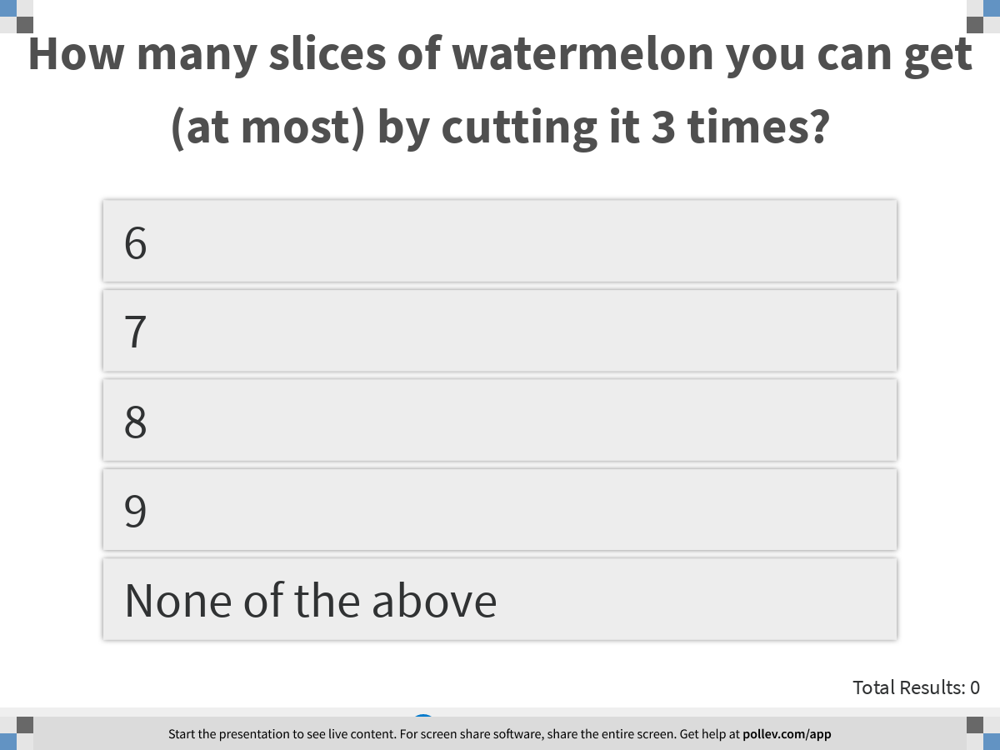 How many slices of watermelon you can get
(at most) by cutting it 3 times?
6
7
8
9
None of the above
Total Results: 0
Start the presentation to see live content. For screen share software, share the entire screen. Get help at pollev.com/app